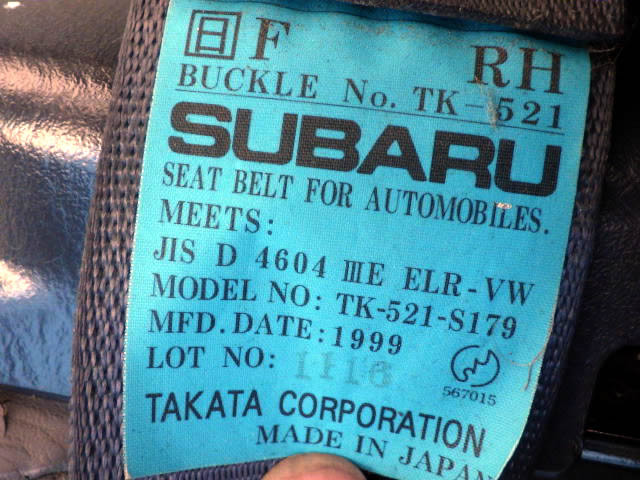 日 F RH
BUCKLE No. TK-521
SUBARU
SEAT BELT FOR AUTOMOBILES.
MEETS:
JIS D 4604 ⅢE ELR-VW
MODEL NO: TK-521-S179
MFD. DATE: 1999
LOT NO: 1116
567015
TAKATA CORPORATION
MADE IN JAPAN